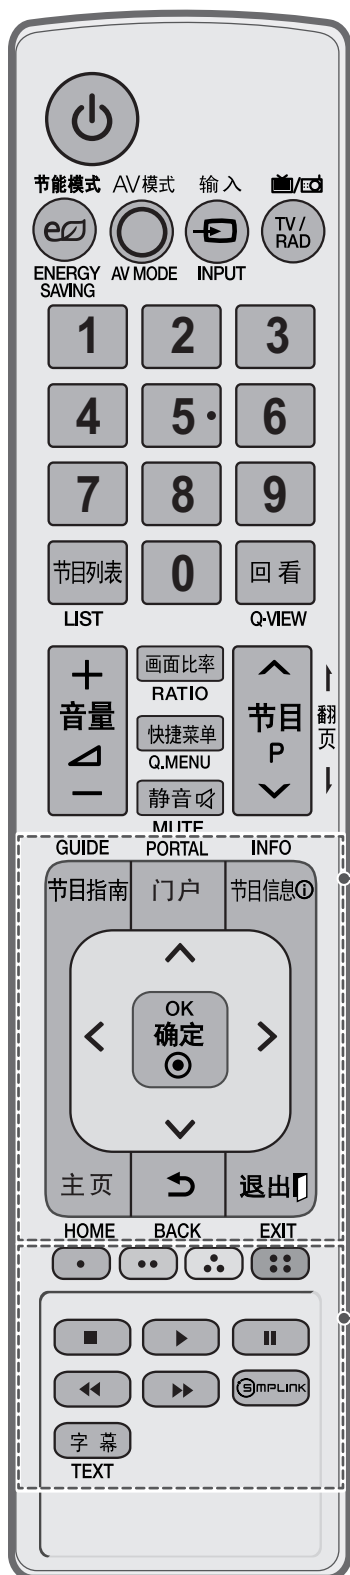 节能模式 AV模式 输入
TV/
RAD
ENERGY
SAVING
AV MODE INPUT
1 2 3
4 5 6
7 8 9
节目列表 0 回看
LIST Q-VIEW
+
音量
-
画面比率
RATIO
快捷菜单
Q.MENU
静音
MUTE
节目
P
翻页
GUIDE PORTAL INFO
节目指南 门户 节目信息
OK
确定
主页 退出
HOME BACK EXIT
SIMPLINK
字幕
TEXT